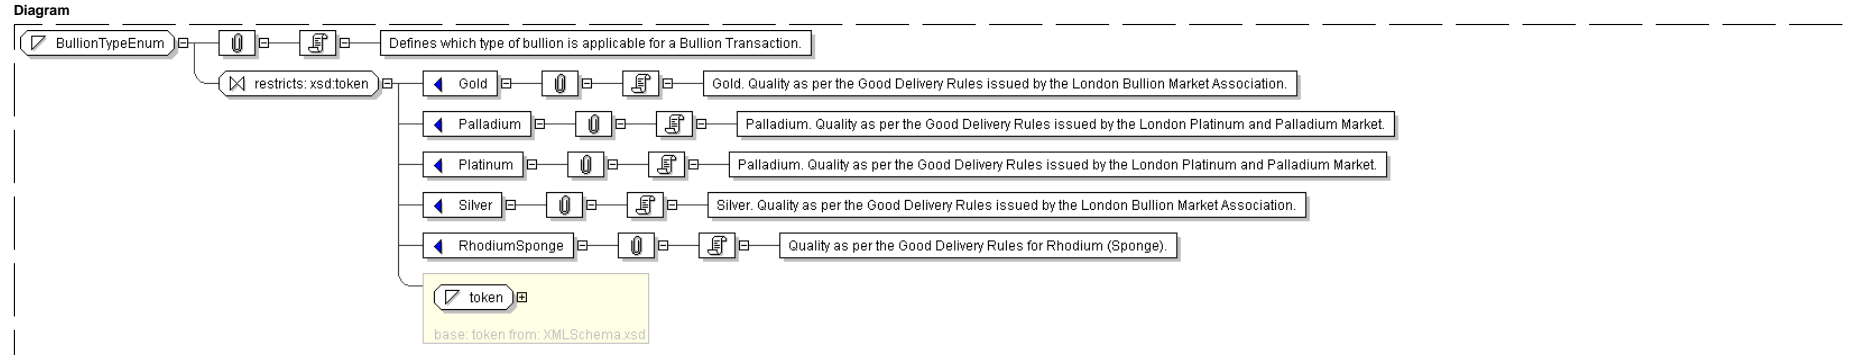 Diagram
BullionTypeEnum Defines which type of bullion is applicable for a Bullion Transaction.
restricts: xsd:token Gold Gold. Quality as per the Good Delivery Rules issued by the London Bullion Market Association.
Palladium Palladium. Quality as per the Good Delivery Rules issued by the London Platinum and Palladium Market.
Platinum Palladium. Quality as per the Good Delivery Rules issued by the London Platinum and Palladium Market.
Silver Silver. Quality as per the Good Delivery Rules issued by the London Bullion Market Association.
RhodiumSponge Quality as per the Good Delivery Rules for Rhodium (Sponge).
token
base: token from: XMLSchema.xsd